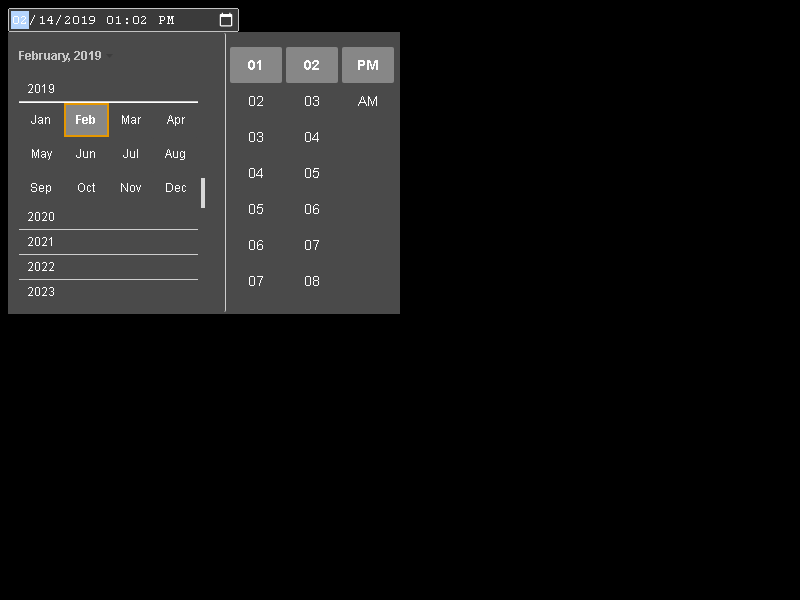 02/14/2019 01:02 PM
February, 2019
2019
Jan Feb Mar Apr
May Jun Jul Aug
Sep Oct Nov Dec
2020
2021
2022
2023
01 02 PM
02 03 AM
03 04
04 05
05 06
06 07
07 08